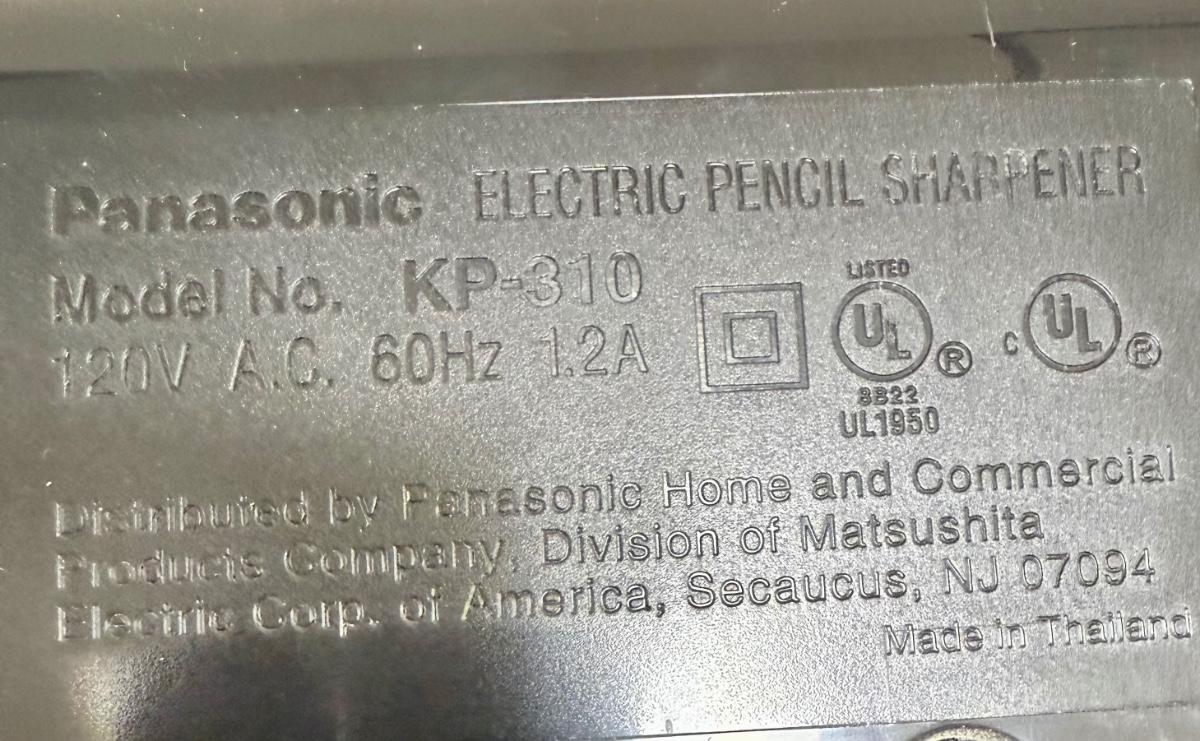 Panasonic ELECTRIC PENCIL SHARPENER
Model No. KP-310
120V A.C. 60Hz 1.2A
LISTED
UL ®
8B22
UL1950
C UL ®
Distributed by Panasonic Home and Commercial
Products Company, Division of Matsushita
Electric Corp. of America, Secaucus, NJ 07094
Made in Thailand